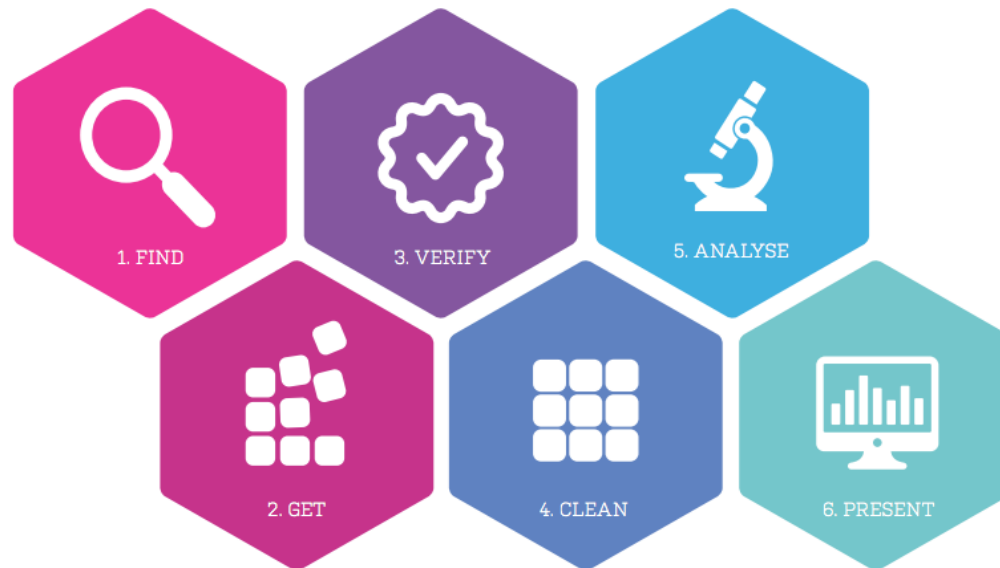 1. FIND
2. GET
3. VERIFY
4. CLEAN
5. ANALYSE
6. PRESENT